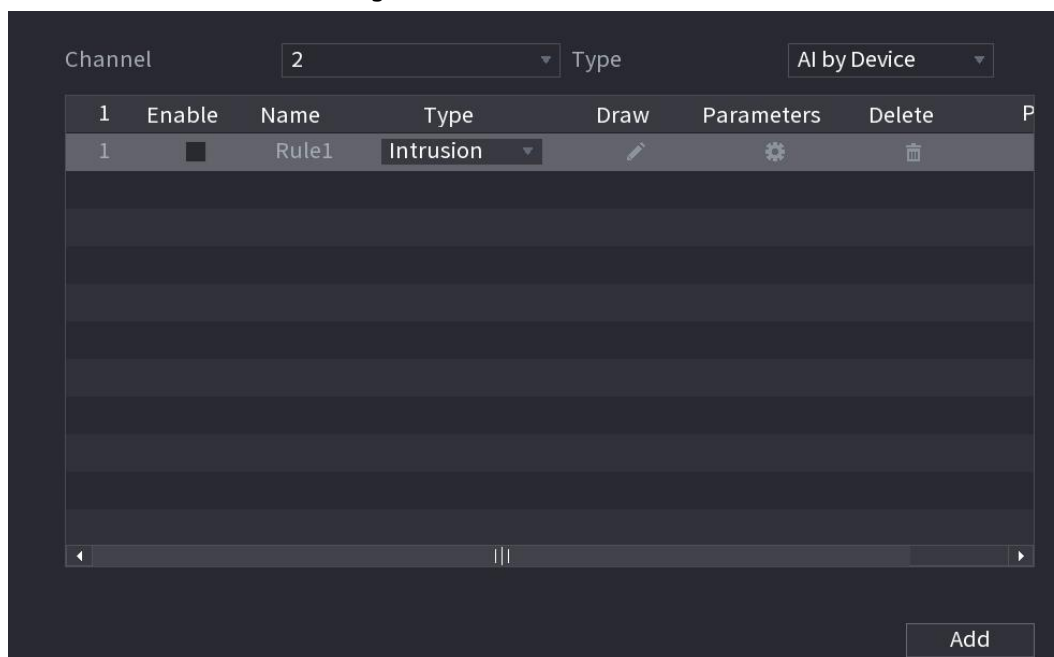 Channel 2 Type AI by Device
1 Enable Name Type Draw Parameters Delete P
1 Rule1 Intrusion
Add